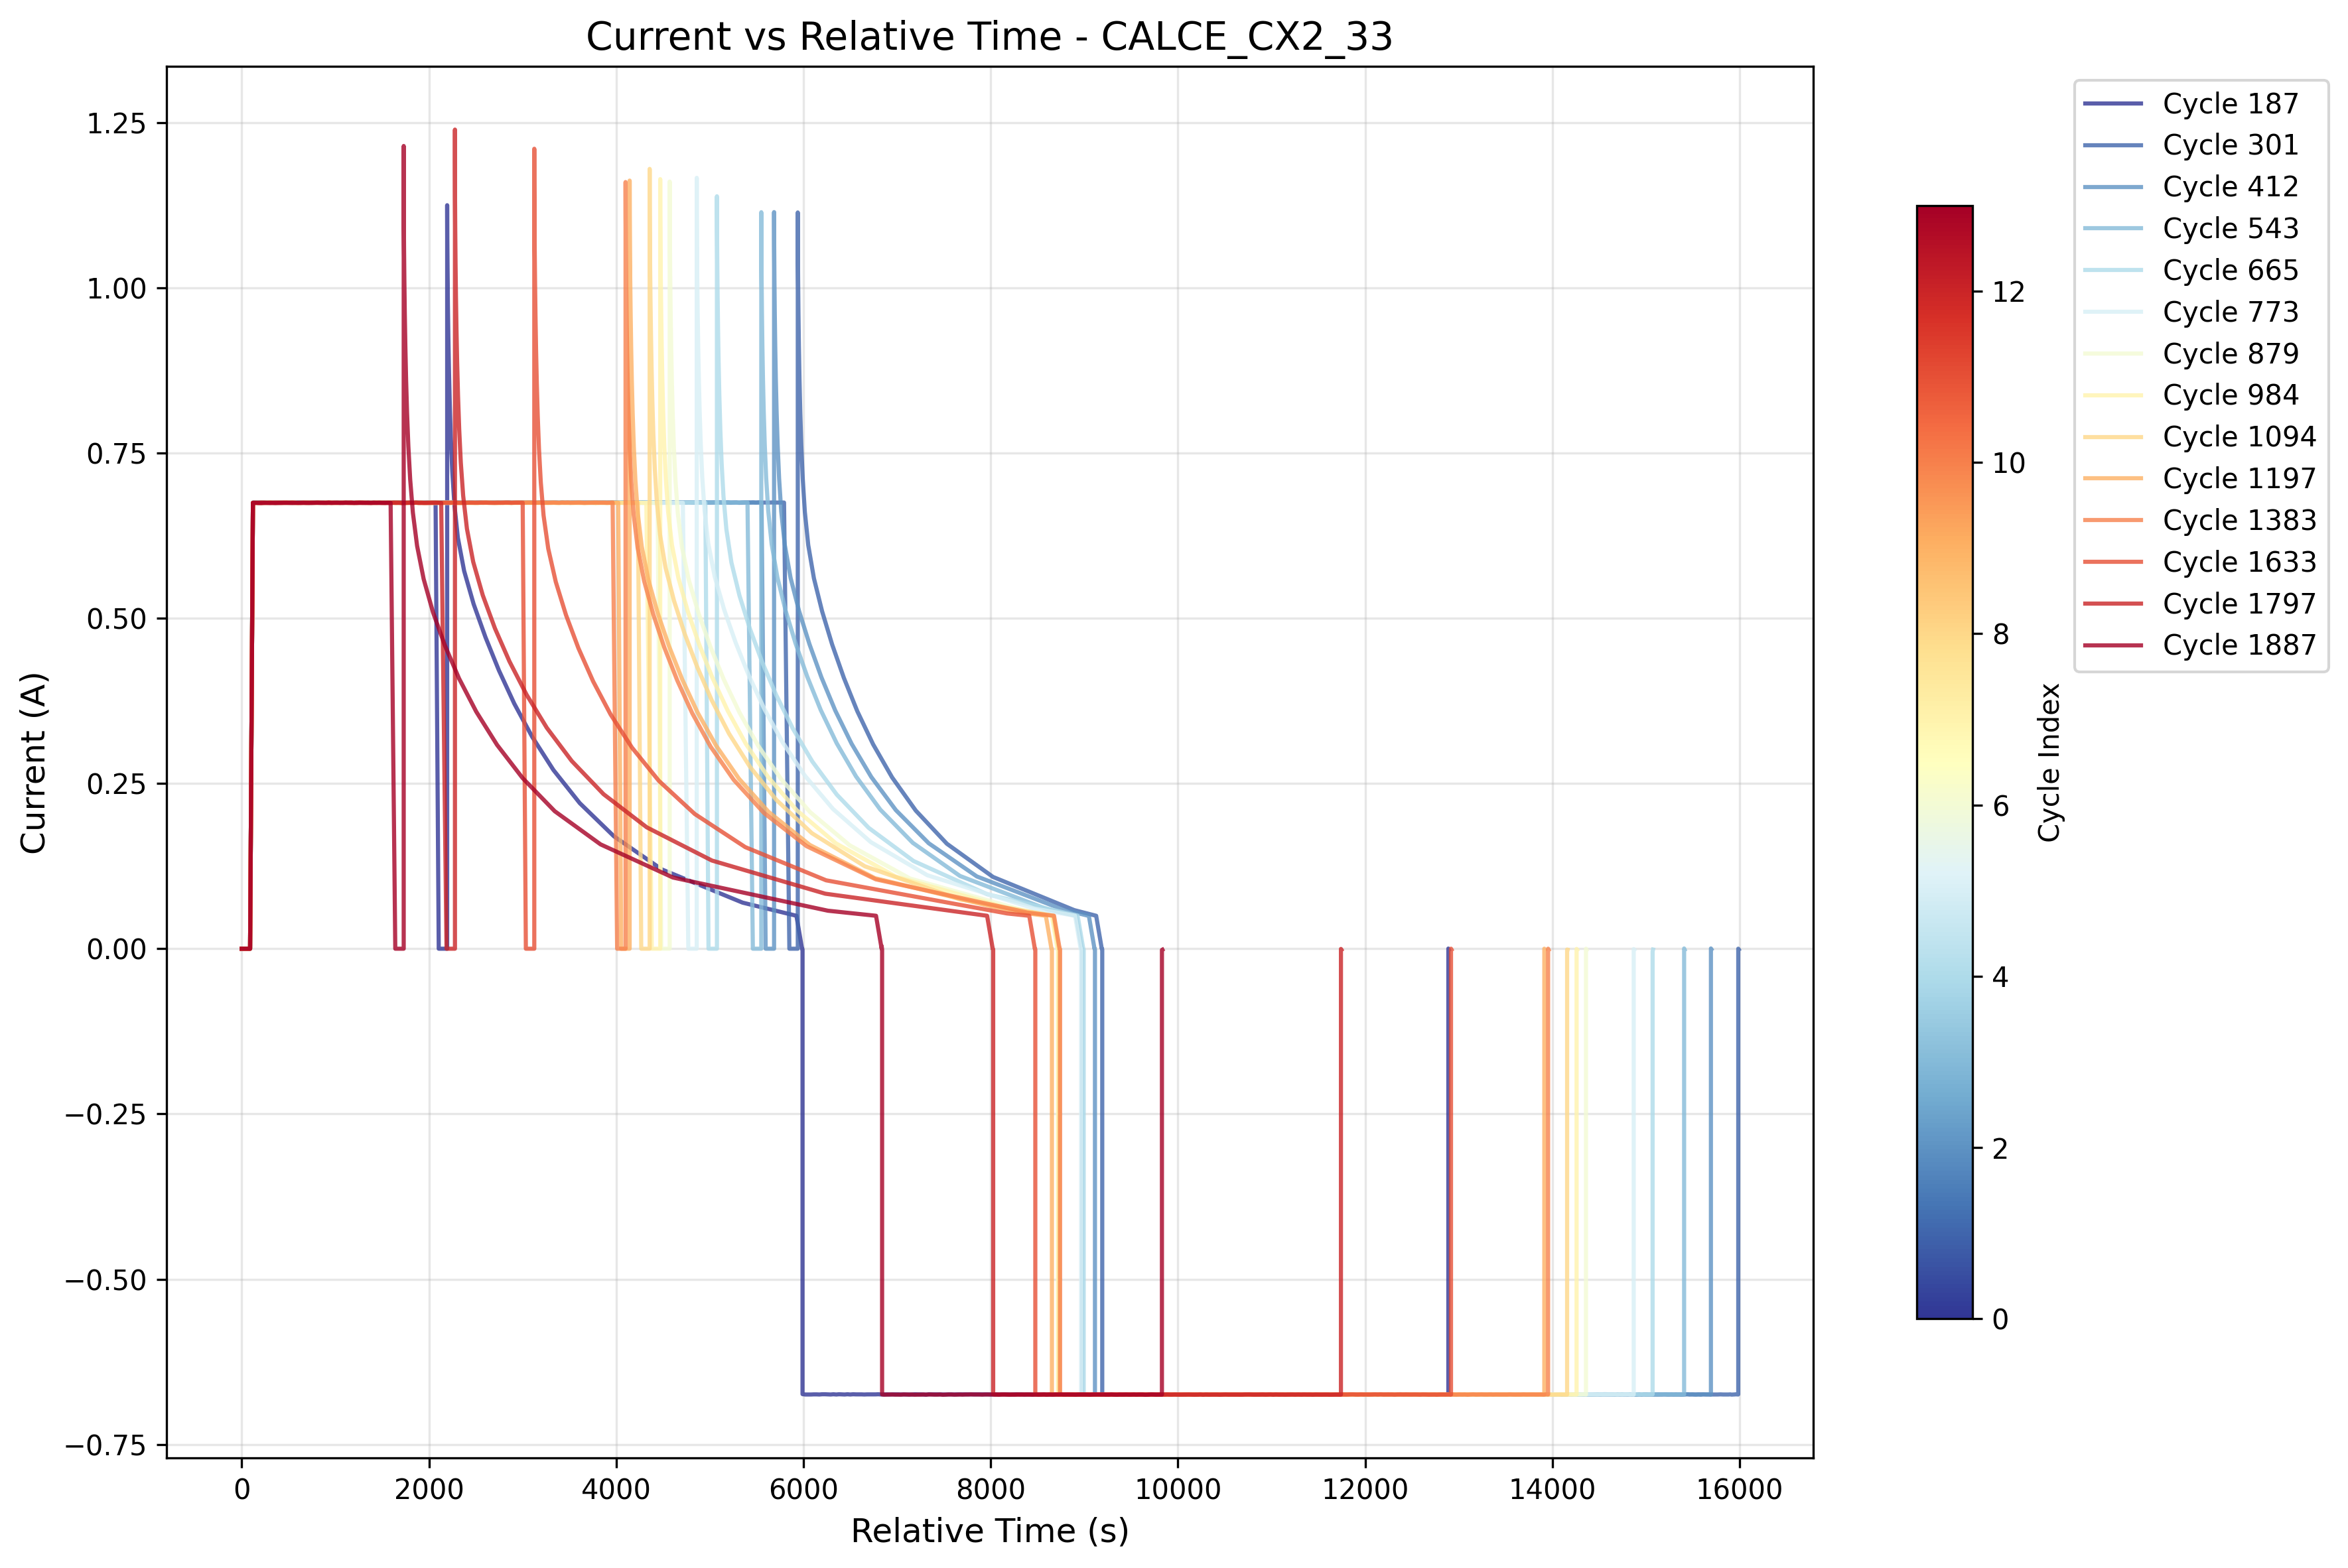 Current vs Relative Time - CALCE_CX2_33
Current (A)
1.25
1.00
0.75
0.50
0.25
0.00
−0.25
−0.50
−0.75
0 2000 4000 6000 8000 10000 12000 14000 16000
Relative Time (s)
12
10
8
6
4
2
0
Cycle Index
Cycle 187
Cycle 301
Cycle 412
Cycle 543
Cycle 665
Cycle 773
Cycle 879
Cycle 984
Cycle 1094
Cycle 1197
Cycle 1383
Cycle 1633
Cycle 1797
Cycle 1887